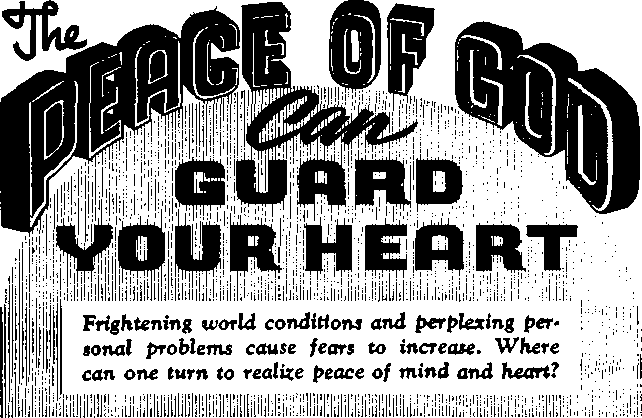 The
PEACE OF GOD
Can
GUARD
YOUR HEART
Frightening world conditions and perplexing per-
sonal problems cause fears to increase. Where
can one turn to realize peace of mind and heart?